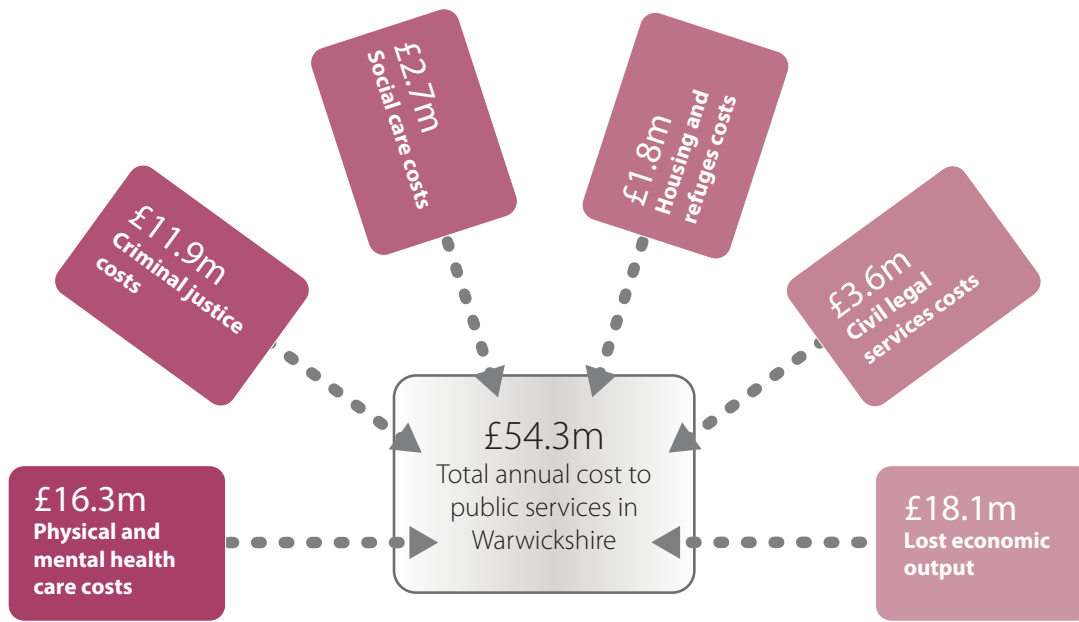 £2.7m
Social care costs
£1.8m
Housing and
refuges costs
£11.9m
Criminal justice
costs
£3.6m
Civil legal
services costs
£54.3m
Total annual cost to
public services in
Warwickshire
£16.3m
Physical and
mental health
care costs
£18.1m
Lost economic
output